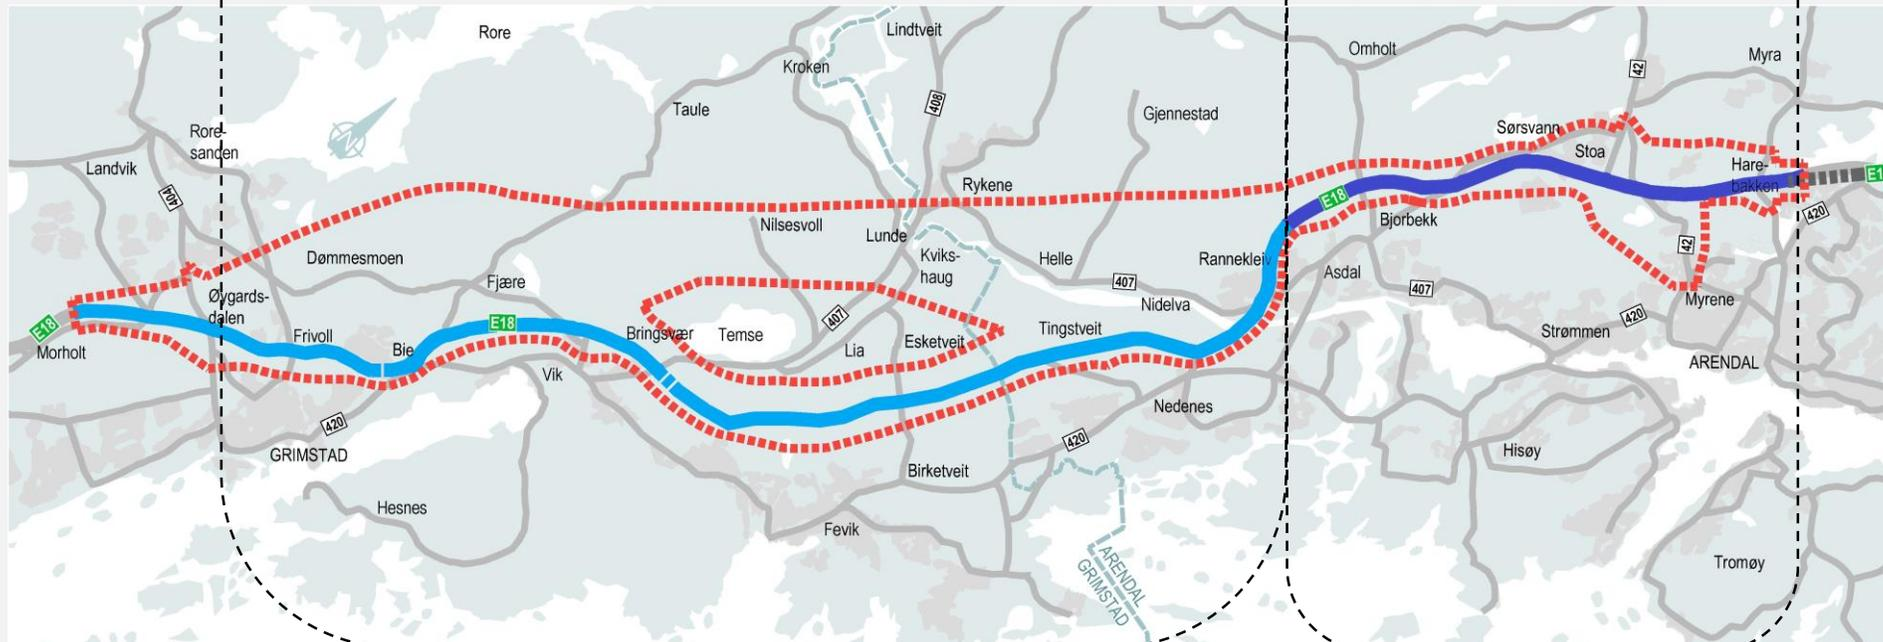 Rore
Lindtveit
Omholt
Myra
Kroken
42
Taule
408
Gjennestad
Rore-
sanden
Sørsvann
Stoa
Landvik
Hare-
bakken
E1
404
Rykene
E18
420
Bjorbekk
Nilsesvoll
Lunde
Kviks-
haug
Helle
Rannekleiv
42
Asdal
Dømmesmoen
Fjære
407
407
Nidelva
Myrene
Øygards-
dalen
E18
E18
Frivoll
Bringsvær
Temse
407
Tingstveit
Strømmen
420
Morholt
Bie
Lia
Esketveit
ARENDAL
Vik
Nedenes
420
GRIMSTAD
420
Hisøy
Birketveit
Hesnes
Fevik
ARENDAL
GRIMSTAD
Tromøy